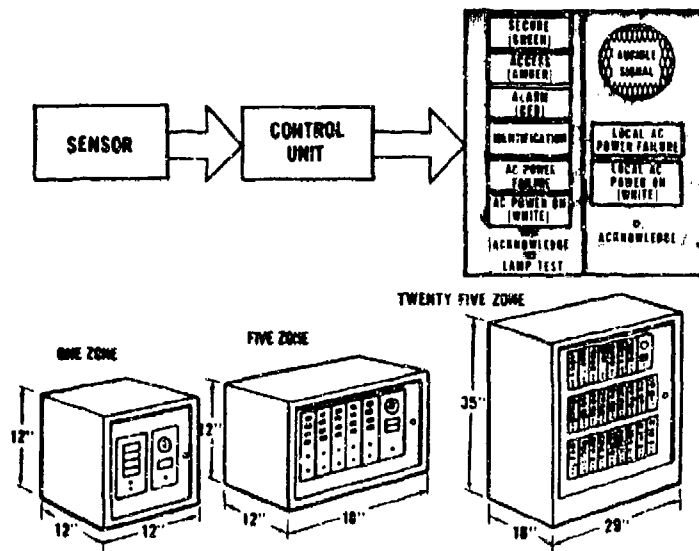 SENSOR
CONTROL
UNIT
SECURE
(GREEN)
ACCESS
(AMBER)
ALARM
(RED)
IDENTIFICATION
AC POWER
FAILURE
AC POWER ON
(WHITE)
ACKNOWLEDGE
LAMP TEST
AUDIBLE
SIGNAL
LOCAL AC
POWER FAILURE
LOCAL AC
POWER ON
(WHITE)
ACKNOWLEDGE
ONE ZONE
12"
12"
12"
FIVE ZONE
12"
12"
18"
TWENTY FIVE ZONE
35"
18"
29"